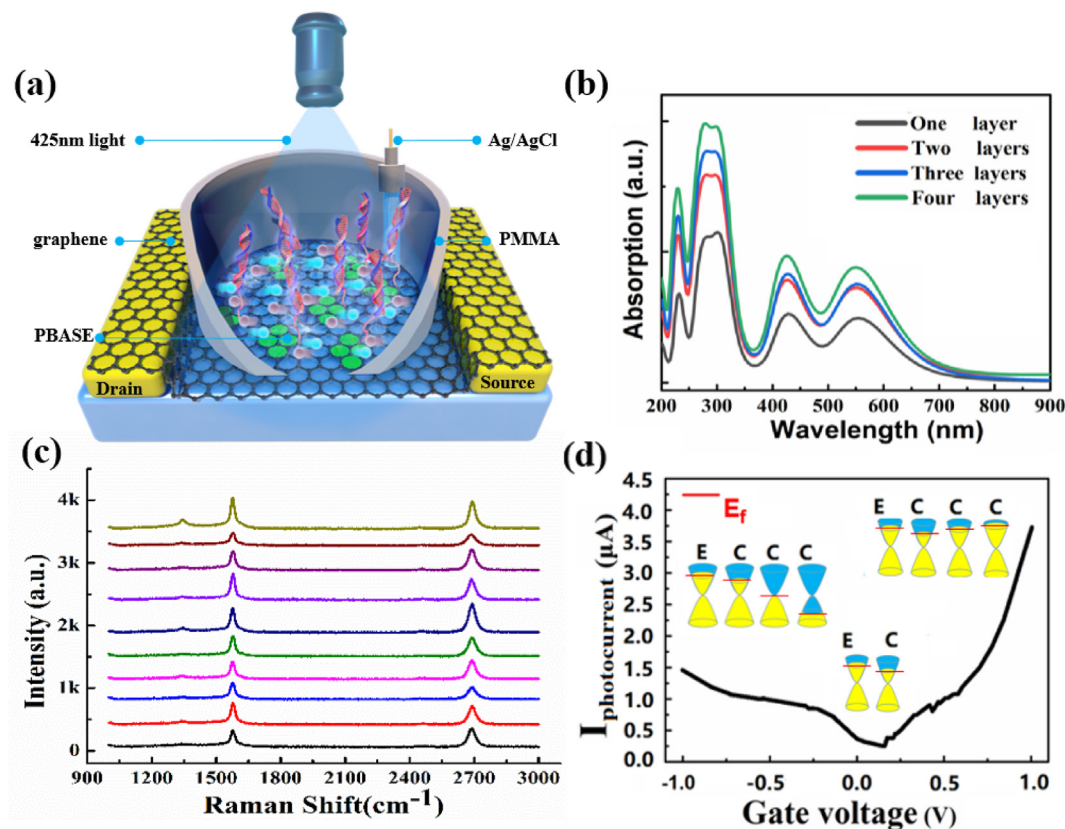 (a)
425nm light
Ag/AgCl
graphene
PMMA
PBASE
Drain
Source
(b)
Absorption (a.u.)
One layer
Two layers
Three layers
Four layers
200 300 400 500 600 700 800 900
Wavelength (nm)
(c)
Intensity (a.u.)
4k
3k
2k
1k
0
900 1200 1500 1800 2100 2400 2700 3000
Raman Shift(cm⁻¹)
(d)
I photocurrent (μA)
4.5
4.0
3.5
3.0
2.5
2.0
1.5
1.0
0.5
0.0
E_f
E C C C
E C C C
E C
-1.0 -0.5 0.0 0.5 1.0
Gate voltage (V)